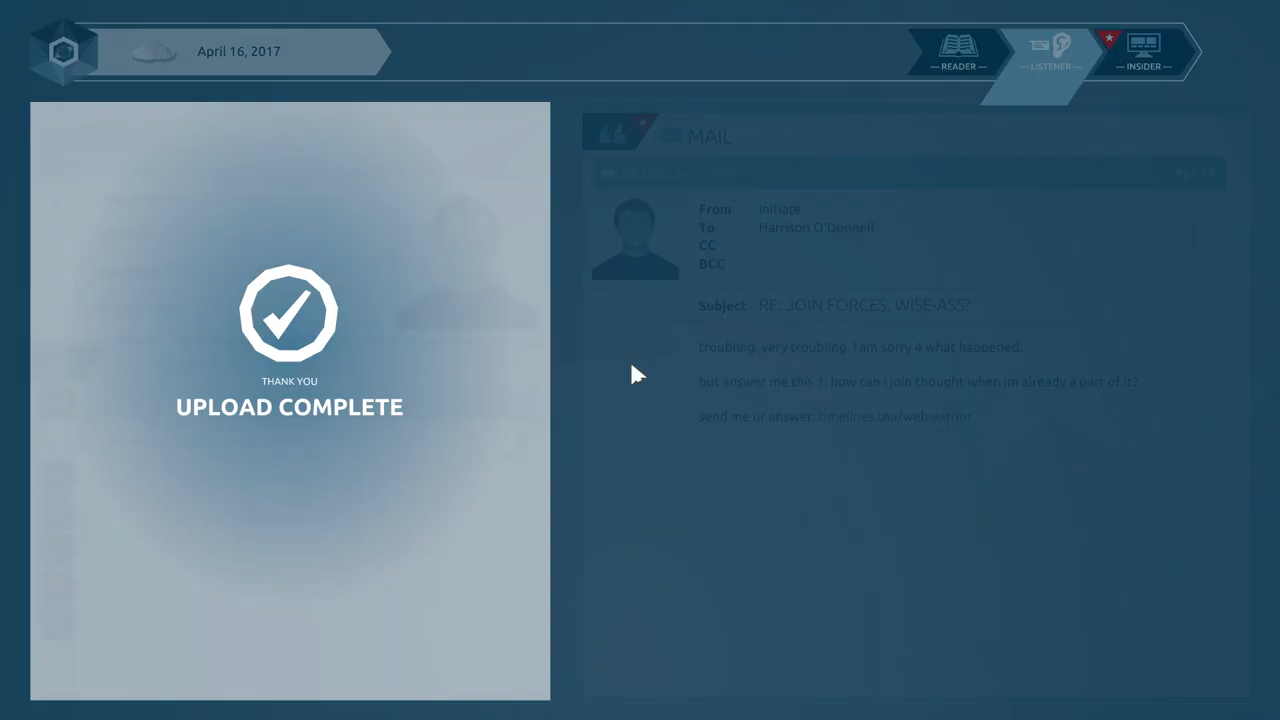 April 16, 2017
— READER —
— LISTENER —
— INSIDER —
THANK YOU
UPLOAD COMPLETE
MAIL
Apr 16
From initiate
To Harrison O'Donnell
CC
BCC
Subject RE: JOIN FORCES, WISE-ASS?
troubling. very troubling. i am sorry 4 what happened.
but answer me this 1: how can i join thought when im already a part of it?
send me ur answer: timelines.tna/webwarrior